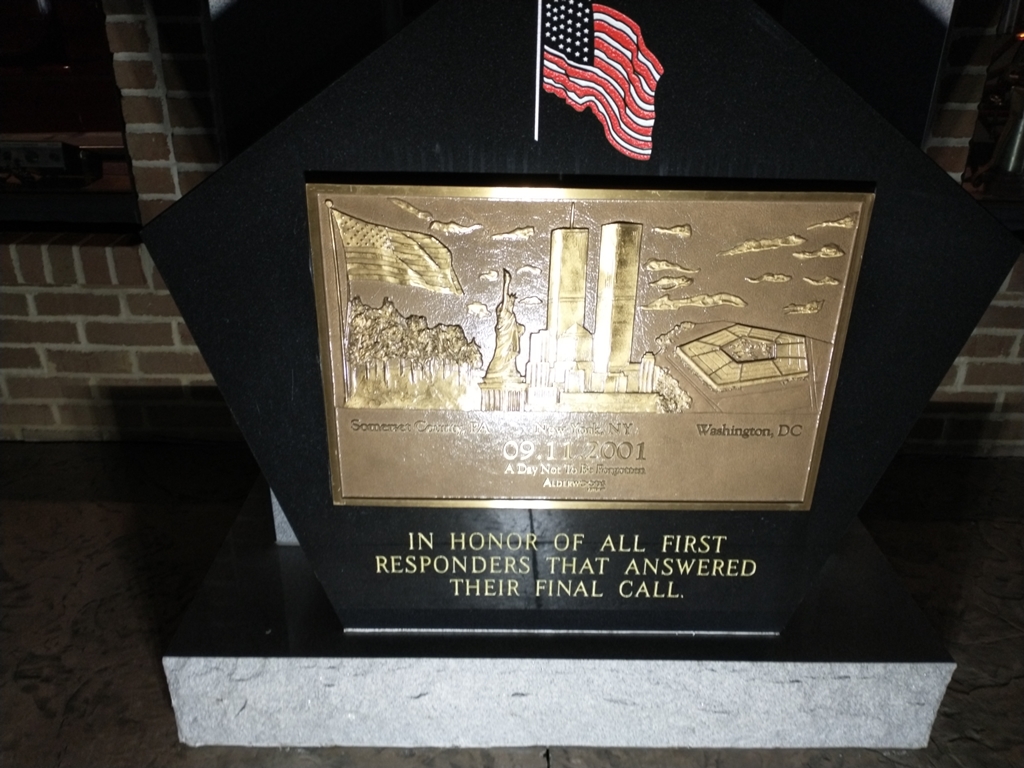 Somerset County, PA New York, NY Washington, DC
09.11.2001
A Day Not To Be Forgotten
IN HONOR OF ALL FIRST
RESPONDERS THAT ANSWERED
THEIR FINAL CALL.